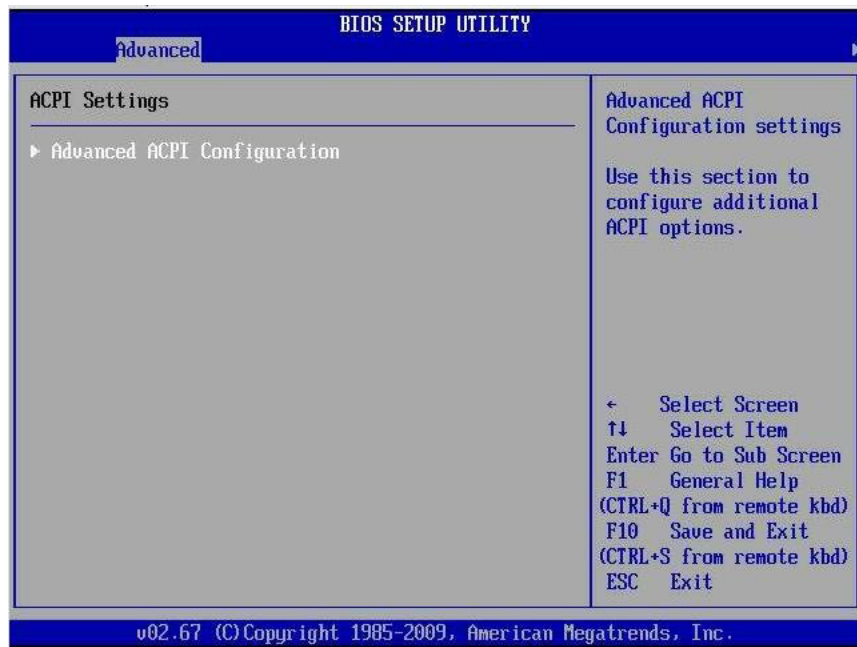 BIOS SETUP UTILITY
Advanced
ACPI Settings
Advanced ACPI Configuration
Advanced ACPI
Configuration settings
Use this section to
configure additional
ACPI options.
← Select Screen
↑↓ Select Item
Enter Go to Sub Screen
F1 General Help
(CTRL+Q from remote kbd)
F10 Save and Exit
(CTRL+S from remote kbd)
ESC Exit
v02.67 (C)Copyright 1985-2009, American Megatrends, Inc.